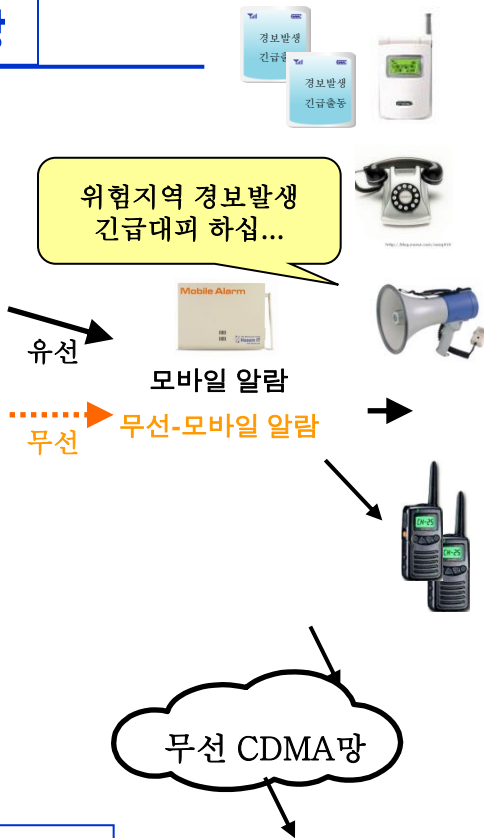 경보발생
긴급출동
경보발생
긴급출동
위험지역 경보발생
긴급대피 하십...
Mobile Alarm
유선
모바일 알람
무선
무선-모바일 알람
CH-25
CH-25
무선 CDMA망